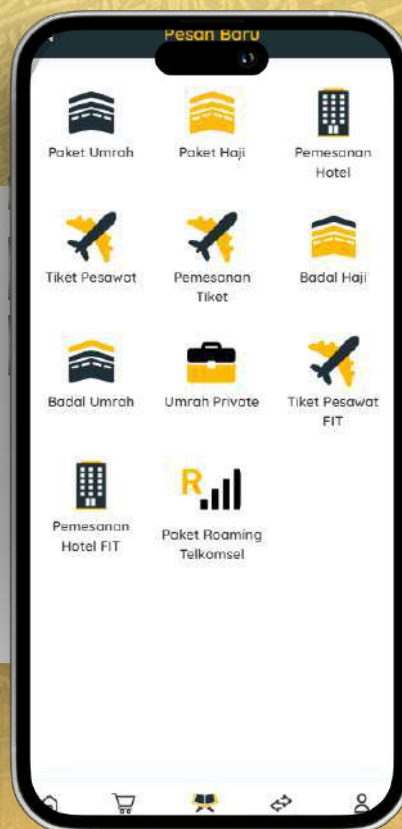 Pesan Baru
Paket Umrah
Paket Haji
Pemesanan
Hotel
Tiket Pesawat
Pemesanan
Tiket
Badal Haji
Badal Umrah
Umrah Private
Tiket Pesawat
FIT
Pemesanan
Hotel FIT
R
Paket Roaming
Telkomsel